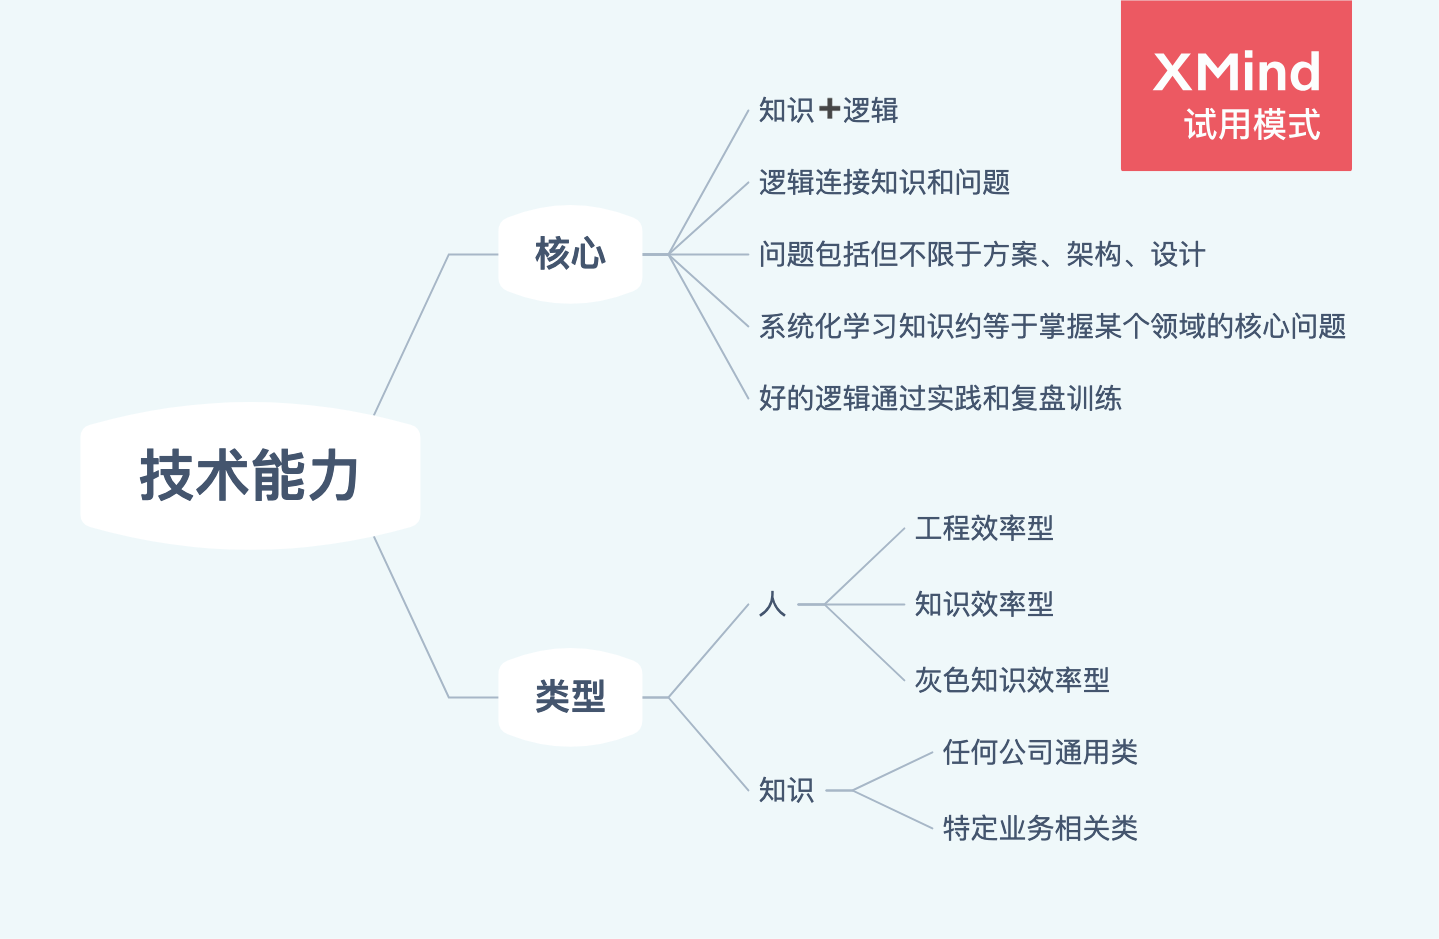 XMind
试用模式
知识➕逻辑
逻辑连接知识和问题
核心
问题包括但不限于方案、架构、设计
系统化学习知识约等于掌握某个领域的核心问题
好的逻辑通过实践和复盘训练
技术能力
工程效率型
人
知识效率型
灰色知识效率型
类型
任何公司通用类
知识
特定业务相关类